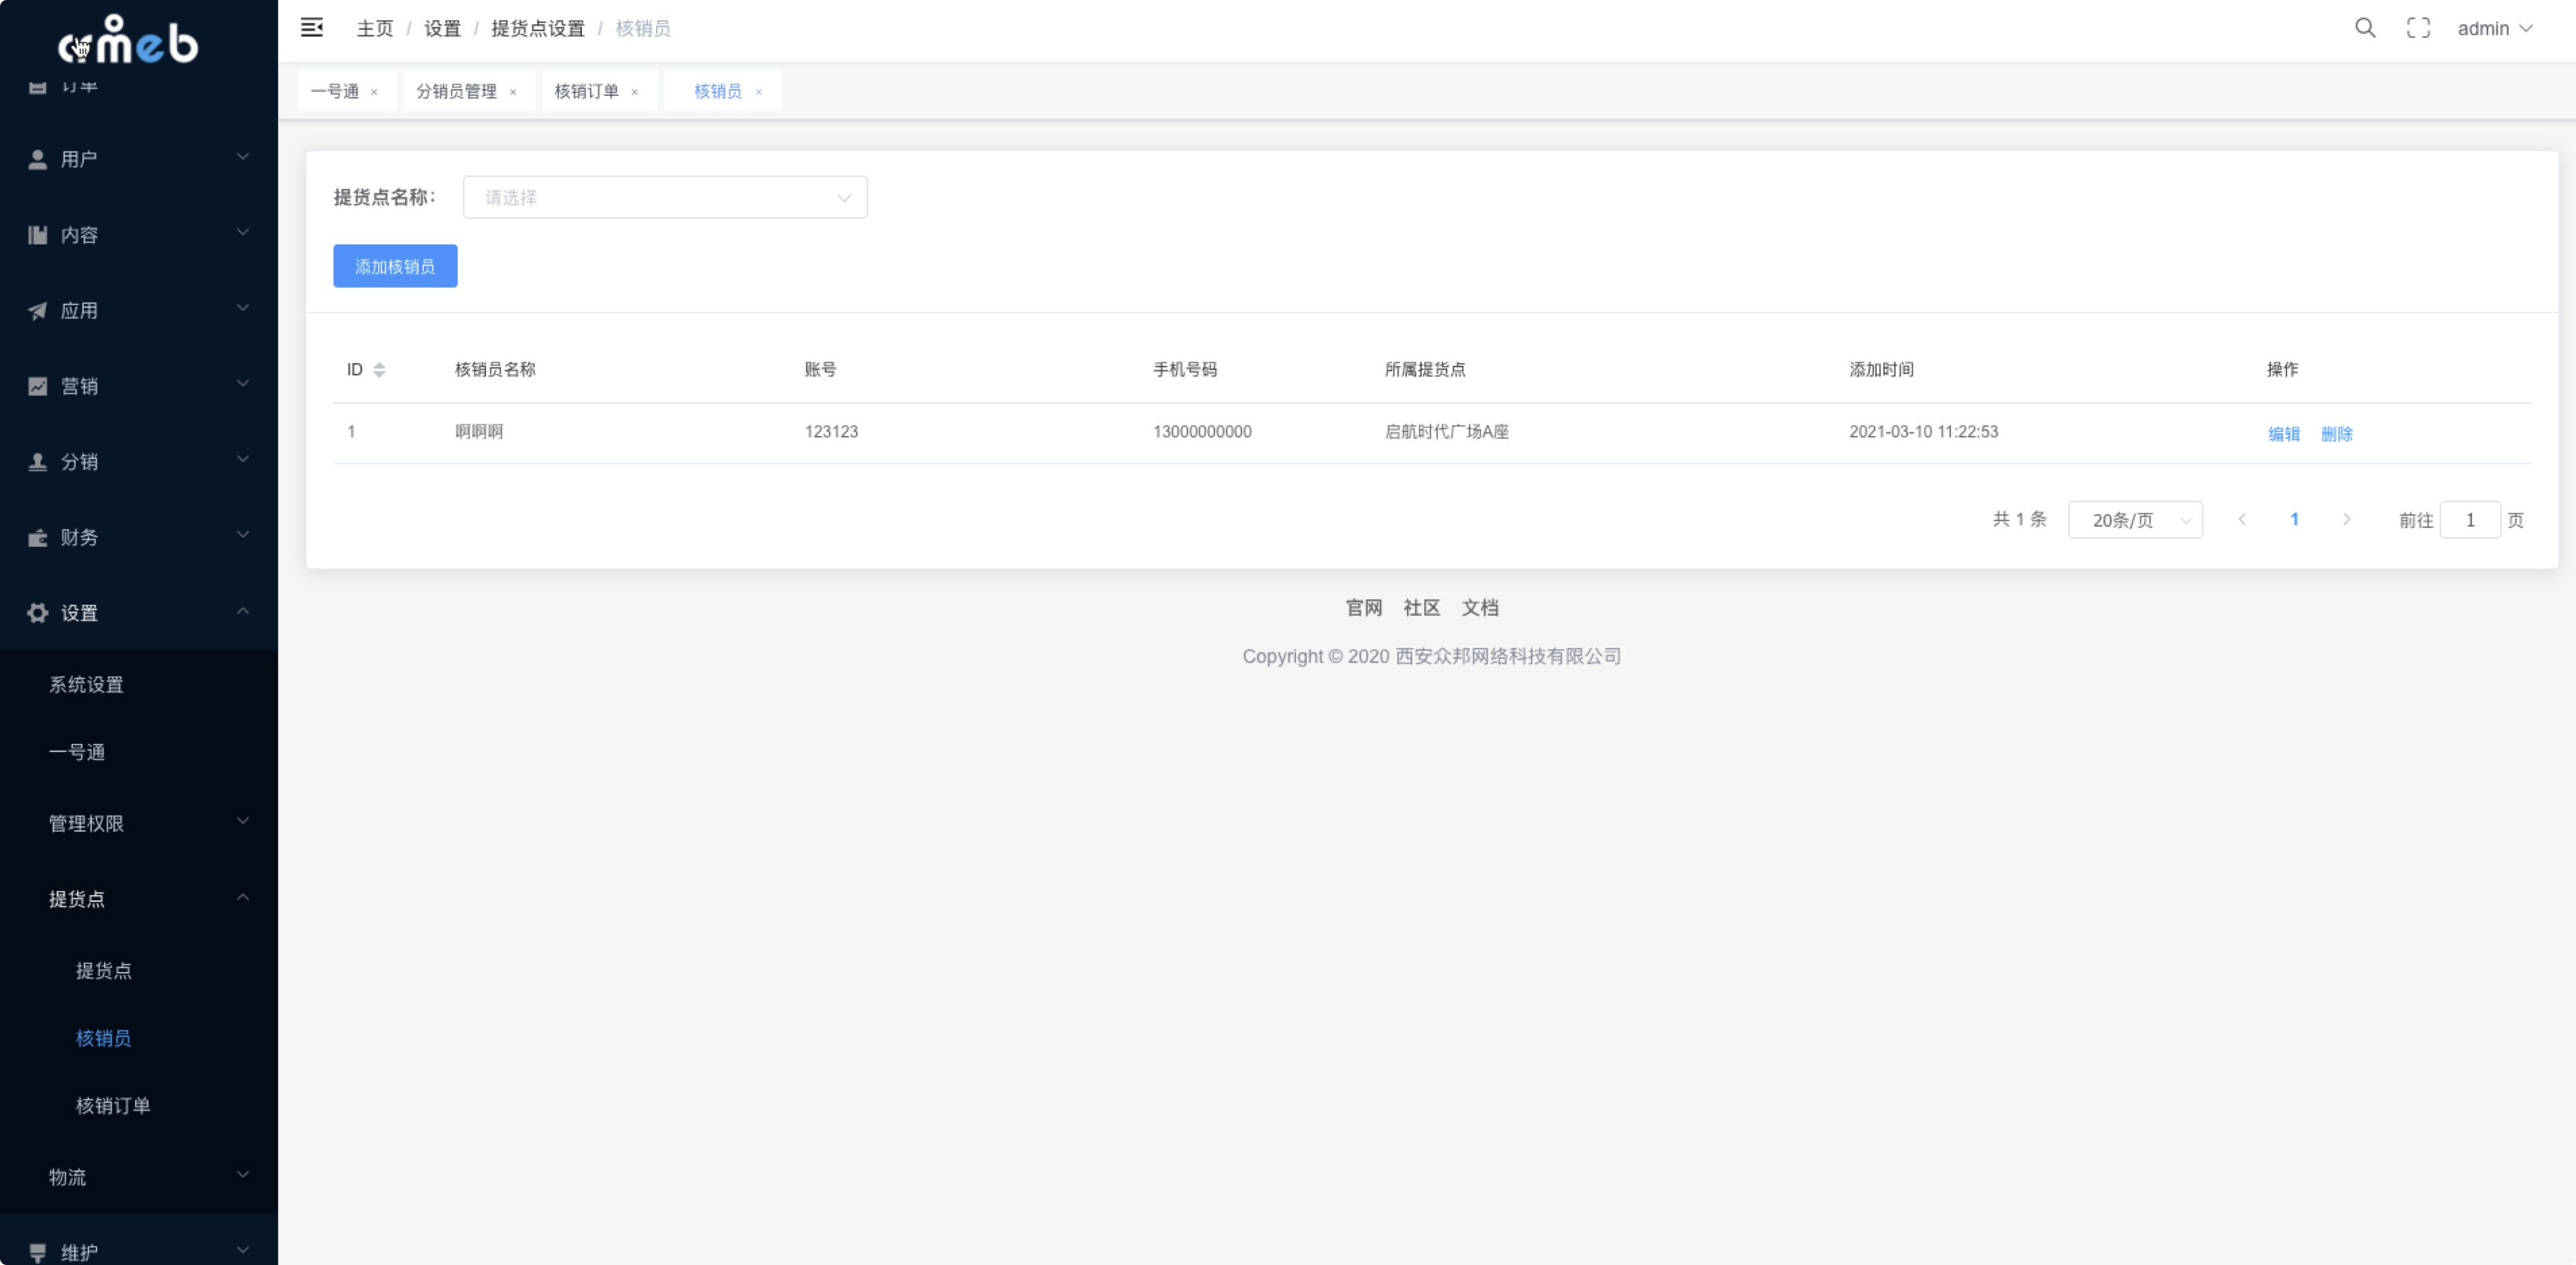 crmeb
订单
用户
内容
应用
营销
分销
财务
设置
系统设置
一号通
管理权限
提货点
提货点
核销员
核销订单
物流
维护
主页 / 设置 / 提货点设置 / 核销员
admin
一号通 × 分销员管理 × 核销订单 × 核销员 ×
提货点名称： 请选择
添加核销员
ID 核销员名称 账号 手机号码 所属提货点 添加时间 操作
1 啊啊啊 123123 13000000000 启航时代广场A座 2021-03-10 11:22:53 编辑 删除
共 1 条 20条/页 1 前往 1 页
官网 社区 文档
Copyright © 2020 西安众邦网络科技有限公司